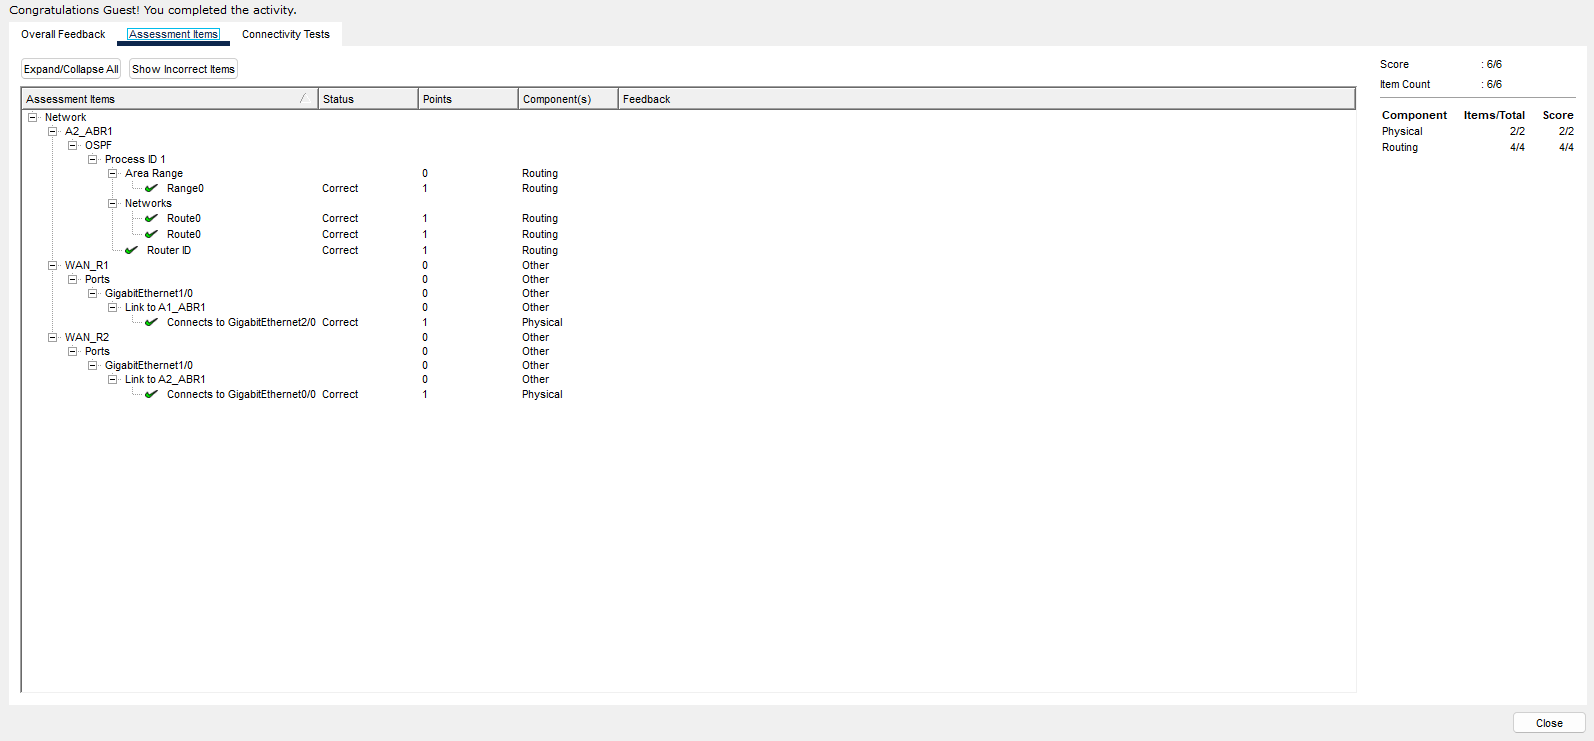 Congratulations Guest! You completed the activity.
Overall Feedback Assessment Items Connectivity Tests
Expand/Collapse All Show Incorrect Items
Assessment Items Status Points Component(s) Feedback
Network
A2_ABR1
OSPF
Process ID 1
Area Range 0 Routing
Range0 Correct 1 Routing
Networks
Route0 Correct 1 Routing
Route0 Correct 1 Routing
Router ID Correct 1 Routing
WAN_R1 0 Other
Ports 0 Other
GigabitEthernet1/0 0 Other
Link to A1_ABR1 0 Other
Connects to GigabitEthernet2/0 Correct 1 Physical
WAN_R2 0 Other
Ports 0 Other
GigabitEthernet1/0 0 Other
Link to A2_ABR1 0 Other
Connects to GigabitEthernet0/0 Correct 1 Physical
Score : 6/6
Item Count : 6/6
Component Items/Total Score
Physical 2/2 2/2
Routing 4/4 4/4
Close